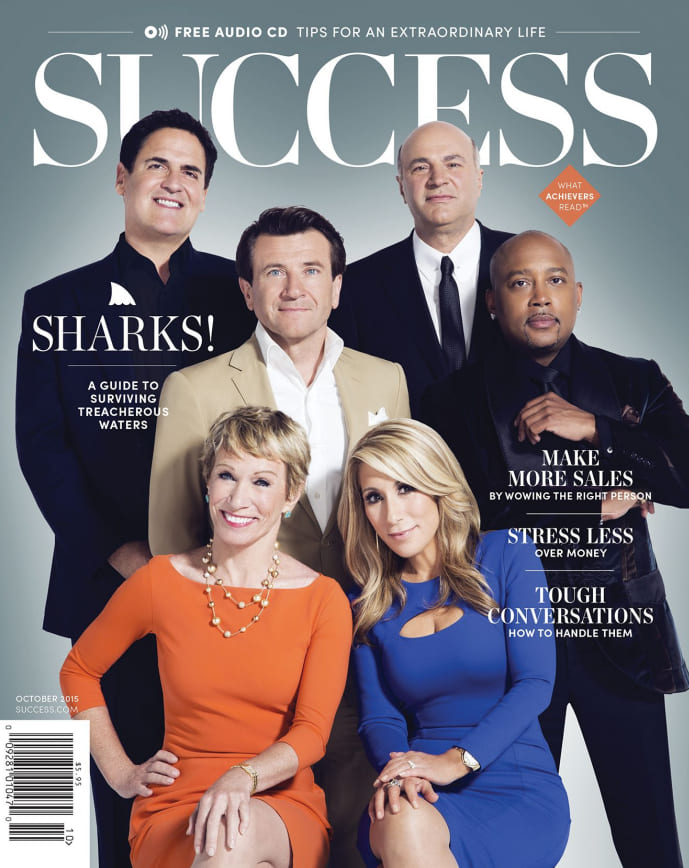 FREE AUDIO CD TIPS FOR AN EXTRAORDINARY LIFE
SUCCESS
WHAT
ACHIEVERS
READ℠
SHARKS!
A GUIDE TO
SURVIVING
TREACHEROUS
WATERS
MAKE
MORE SALES
BY WOWING THE RIGHT PERSON
STRESS LESS
OVER MONEY
TOUGH
CONVERSATIONS
HOW TO HANDLE THEM
OCTOBER 2015
SUCCESS.COM
$5.95
0 09281 01047 0
10>